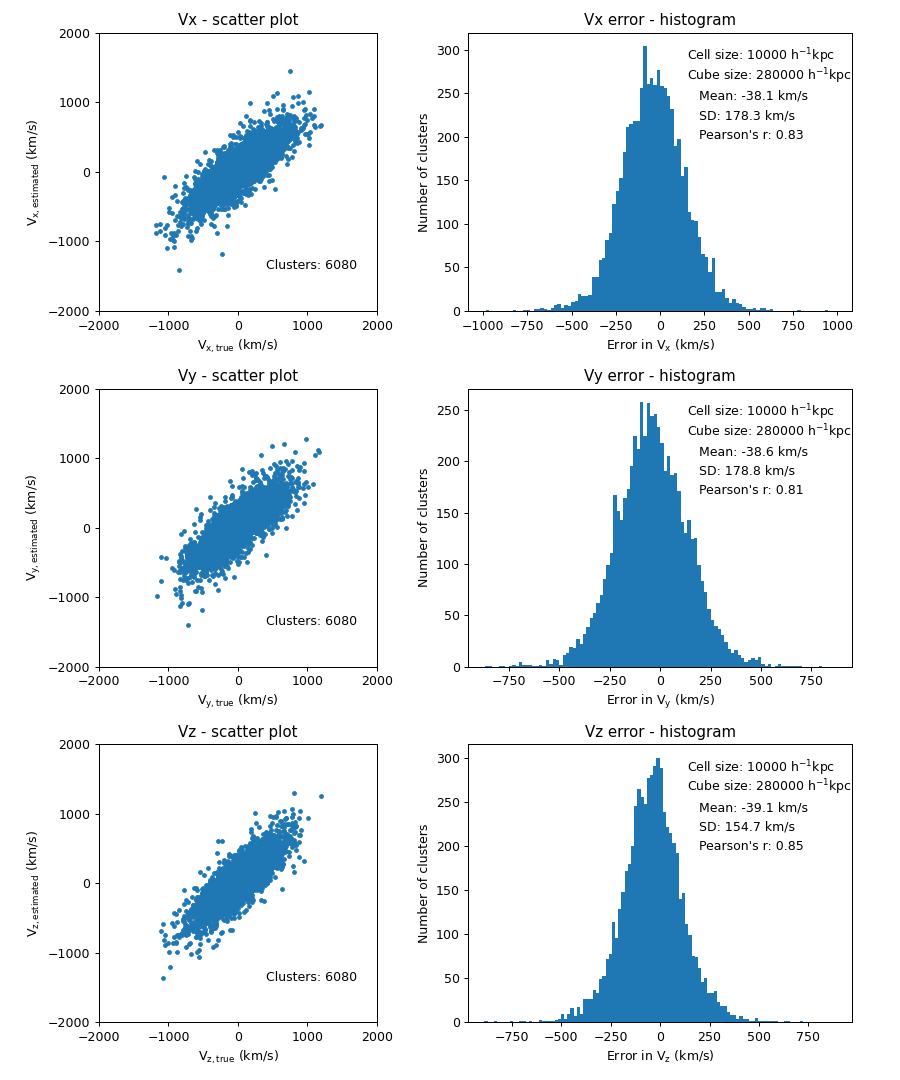 Vx - scatter plot
2000
1000
0
−1000
−2000
−2000 −1000 0 1000 2000
Vx, estimated (km/s)
Vx, true (km/s)
Clusters: 6080
Vx error - histogram
300
250
200
150
100
50
0
−1000 −750 −500 −250 0 250 500 750 1000
Number of clusters
Error in Vx (km/s)
Cell size: 10000 h⁻¹kpc
Cube size: 280000 h⁻¹kpc
Mean: -38.1 km/s
SD: 178.3 km/s
Pearson's r: 0.83
Vy - scatter plot
2000
1000
0
−1000
−2000
−2000 −1000 0 1000 2000
Vy, estimated (km/s)
Vy, true (km/s)
Clusters: 6080
Vy error - histogram
250
200
150
100
50
0
−750 −500 −250 0 250 500 750
Number of clusters
Error in Vy (km/s)
Cell size: 10000 h⁻¹kpc
Cube size: 280000 h⁻¹kpc
Mean: -38.6 km/s
SD: 178.8 km/s
Pearson's r: 0.81
Vz - scatter plot
2000
1000
0
−1000
−2000
−2000 −1000 0 1000 2000
Vz, estimated (km/s)
Vz, true (km/s)
Clusters: 6080
Vz error - histogram
300
250
200
150
100
50
0
−750 −500 −250 0 250 500 750
Number of clusters
Error in Vz (km/s)
Cell size: 10000 h⁻¹kpc
Cube size: 280000 h⁻¹kpc
Mean: -39.1 km/s
SD: 154.7 km/s
Pearson's r: 0.85